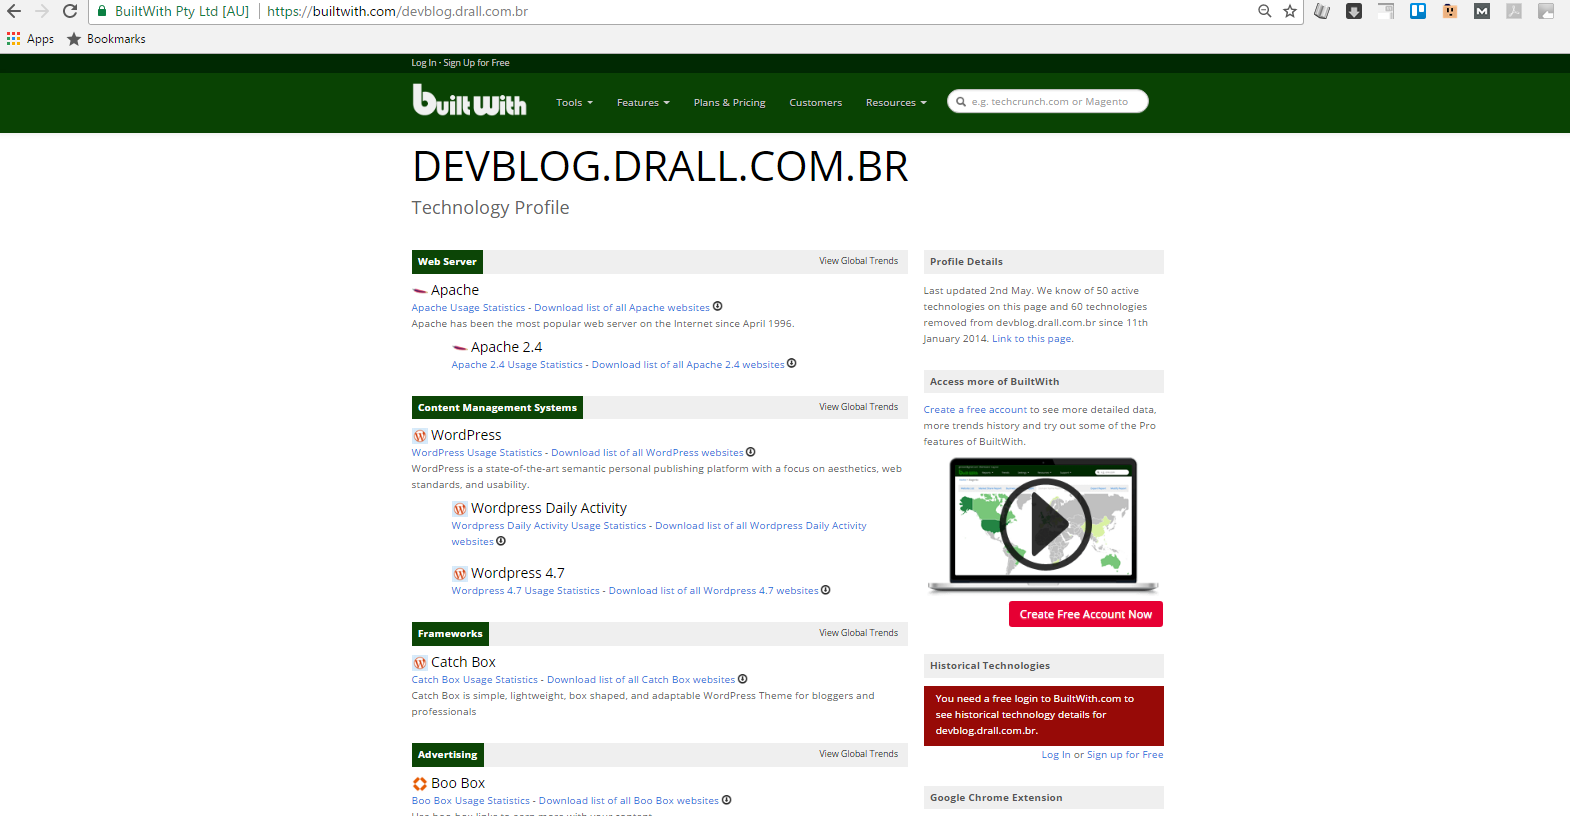 BuiltWith Pty Ltd [AU] https://builtwith.com/devblog.drall.com.br
Apps Bookmarks
Log In · Sign Up for Free
built with Tools Features Plans & Pricing Customers Resources e.g. techcrunch.com or Magento
DEVBLOG.DRALL.COM.BR
Technology Profile
Web Server View Global Trends
Apache
Apache Usage Statistics - Download list of all Apache websites
Apache has been the most popular web server on the Internet since April 1996.
Apache 2.4
Apache 2.4 Usage Statistics - Download list of all Apache 2.4 websites
Content Management Systems View Global Trends
WordPress
WordPress Usage Statistics - Download list of all WordPress websites
WordPress is a state-of-the-art semantic personal publishing platform with a focus on aesthetics, web
standards, and usability.
Wordpress Daily Activity
Wordpress Daily Activity Usage Statistics - Download list of all Wordpress Daily Activity
websites
Wordpress 4.7
Wordpress 4.7 Usage Statistics - Download list of all Wordpress 4.7 websites
Frameworks View Global Trends
Catch Box
Catch Box Usage Statistics - Download list of all Catch Box websites
Catch Box is simple, lightweight, box shaped, and adaptable WordPress Theme for bloggers and
professionals
Advertising View Global Trends
Boo Box
Boo Box Usage Statistics - Download list of all Boo Box websites
Profile Details
Last updated 2nd May. We know of 50 active
technologies on this page and 60 technologies
removed from devblog.drall.com.br since 11th
January 2014. Link to this page.
Access more of BuiltWith
Create a free account to see more detailed data,
more trends history and try out some of the Pro
features of BuiltWith.
Create Free Account Now
Historical Technologies
You need a free login to BuiltWith.com to
see historical technology details for
devblog.drall.com.br.
Log In or Sign up for Free
Google Chrome Extension